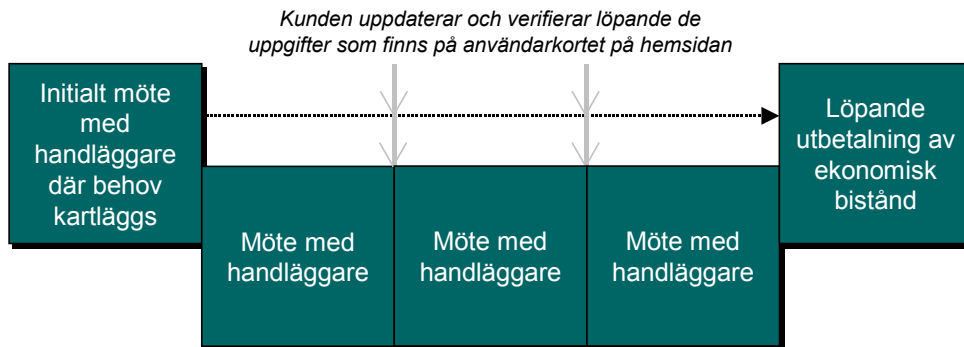 Kunden uppdaterar och verifierar löpande de
uppgifter som finns på användarkortet på hemsidan
Initialt möte
med
handläggare
där behov
kartläggs
Möte med
handläggare
Möte med
handläggare
Möte med
handläggare
Löpande
utbetalning av
ekonomisk
bistånd